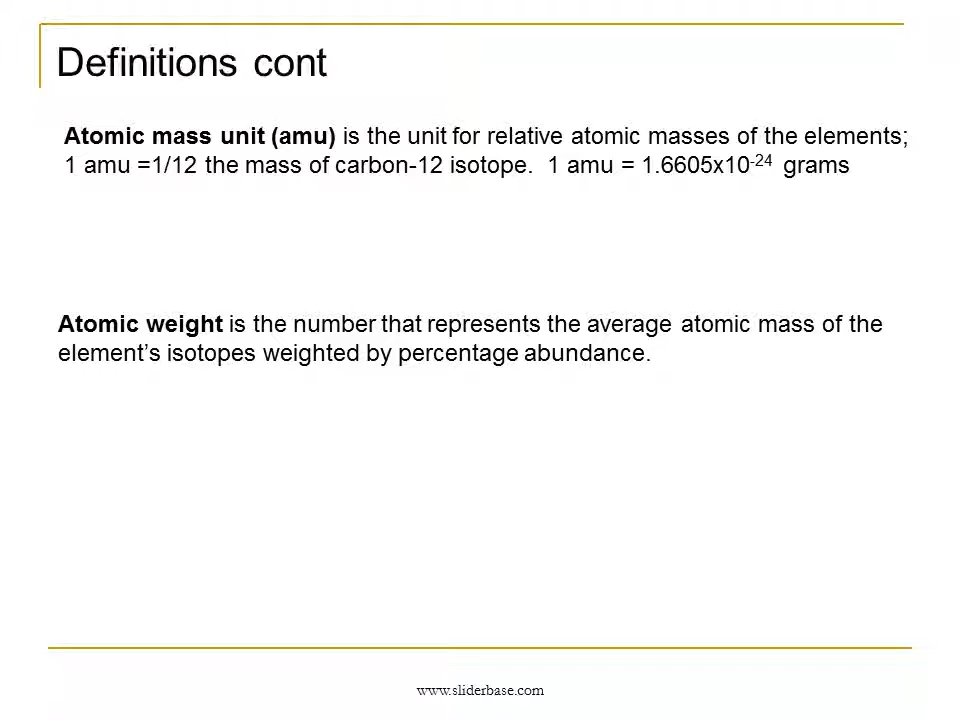 Definitions cont
Atomic mass unit (amu) is the unit for relative atomic masses of the elements;
1 amu =1/12 the mass of carbon-12 isotope.  1 amu = 1.6605x10⁻²⁴ grams
Atomic weight is the number that represents the average atomic mass of the
element’s isotopes weighted by percentage abundance.
www.sliderbase.com